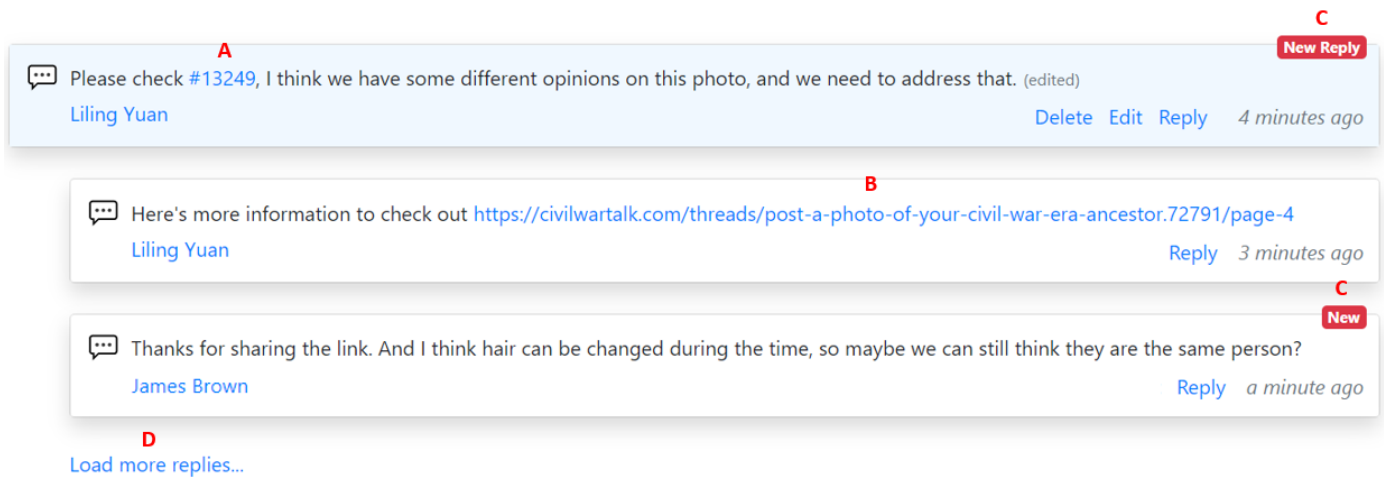 C
New Reply
A
Please check #13249, I think we have some different opinions on this photo, and we need to address that. (edited)
Liling Yuan Delete Edit Reply 4 minutes ago
B
Here's more information to check out https://civilwartalk.com/threads/post-a-photo-of-your-civil-war-era-ancestor.72791/page-4
Liling Yuan Reply 3 minutes ago
C
New
Thanks for sharing the link. And I think hair can be changed during the time, so maybe we can still think they are the same person?
James Brown Reply a minute ago
D
Load more replies...